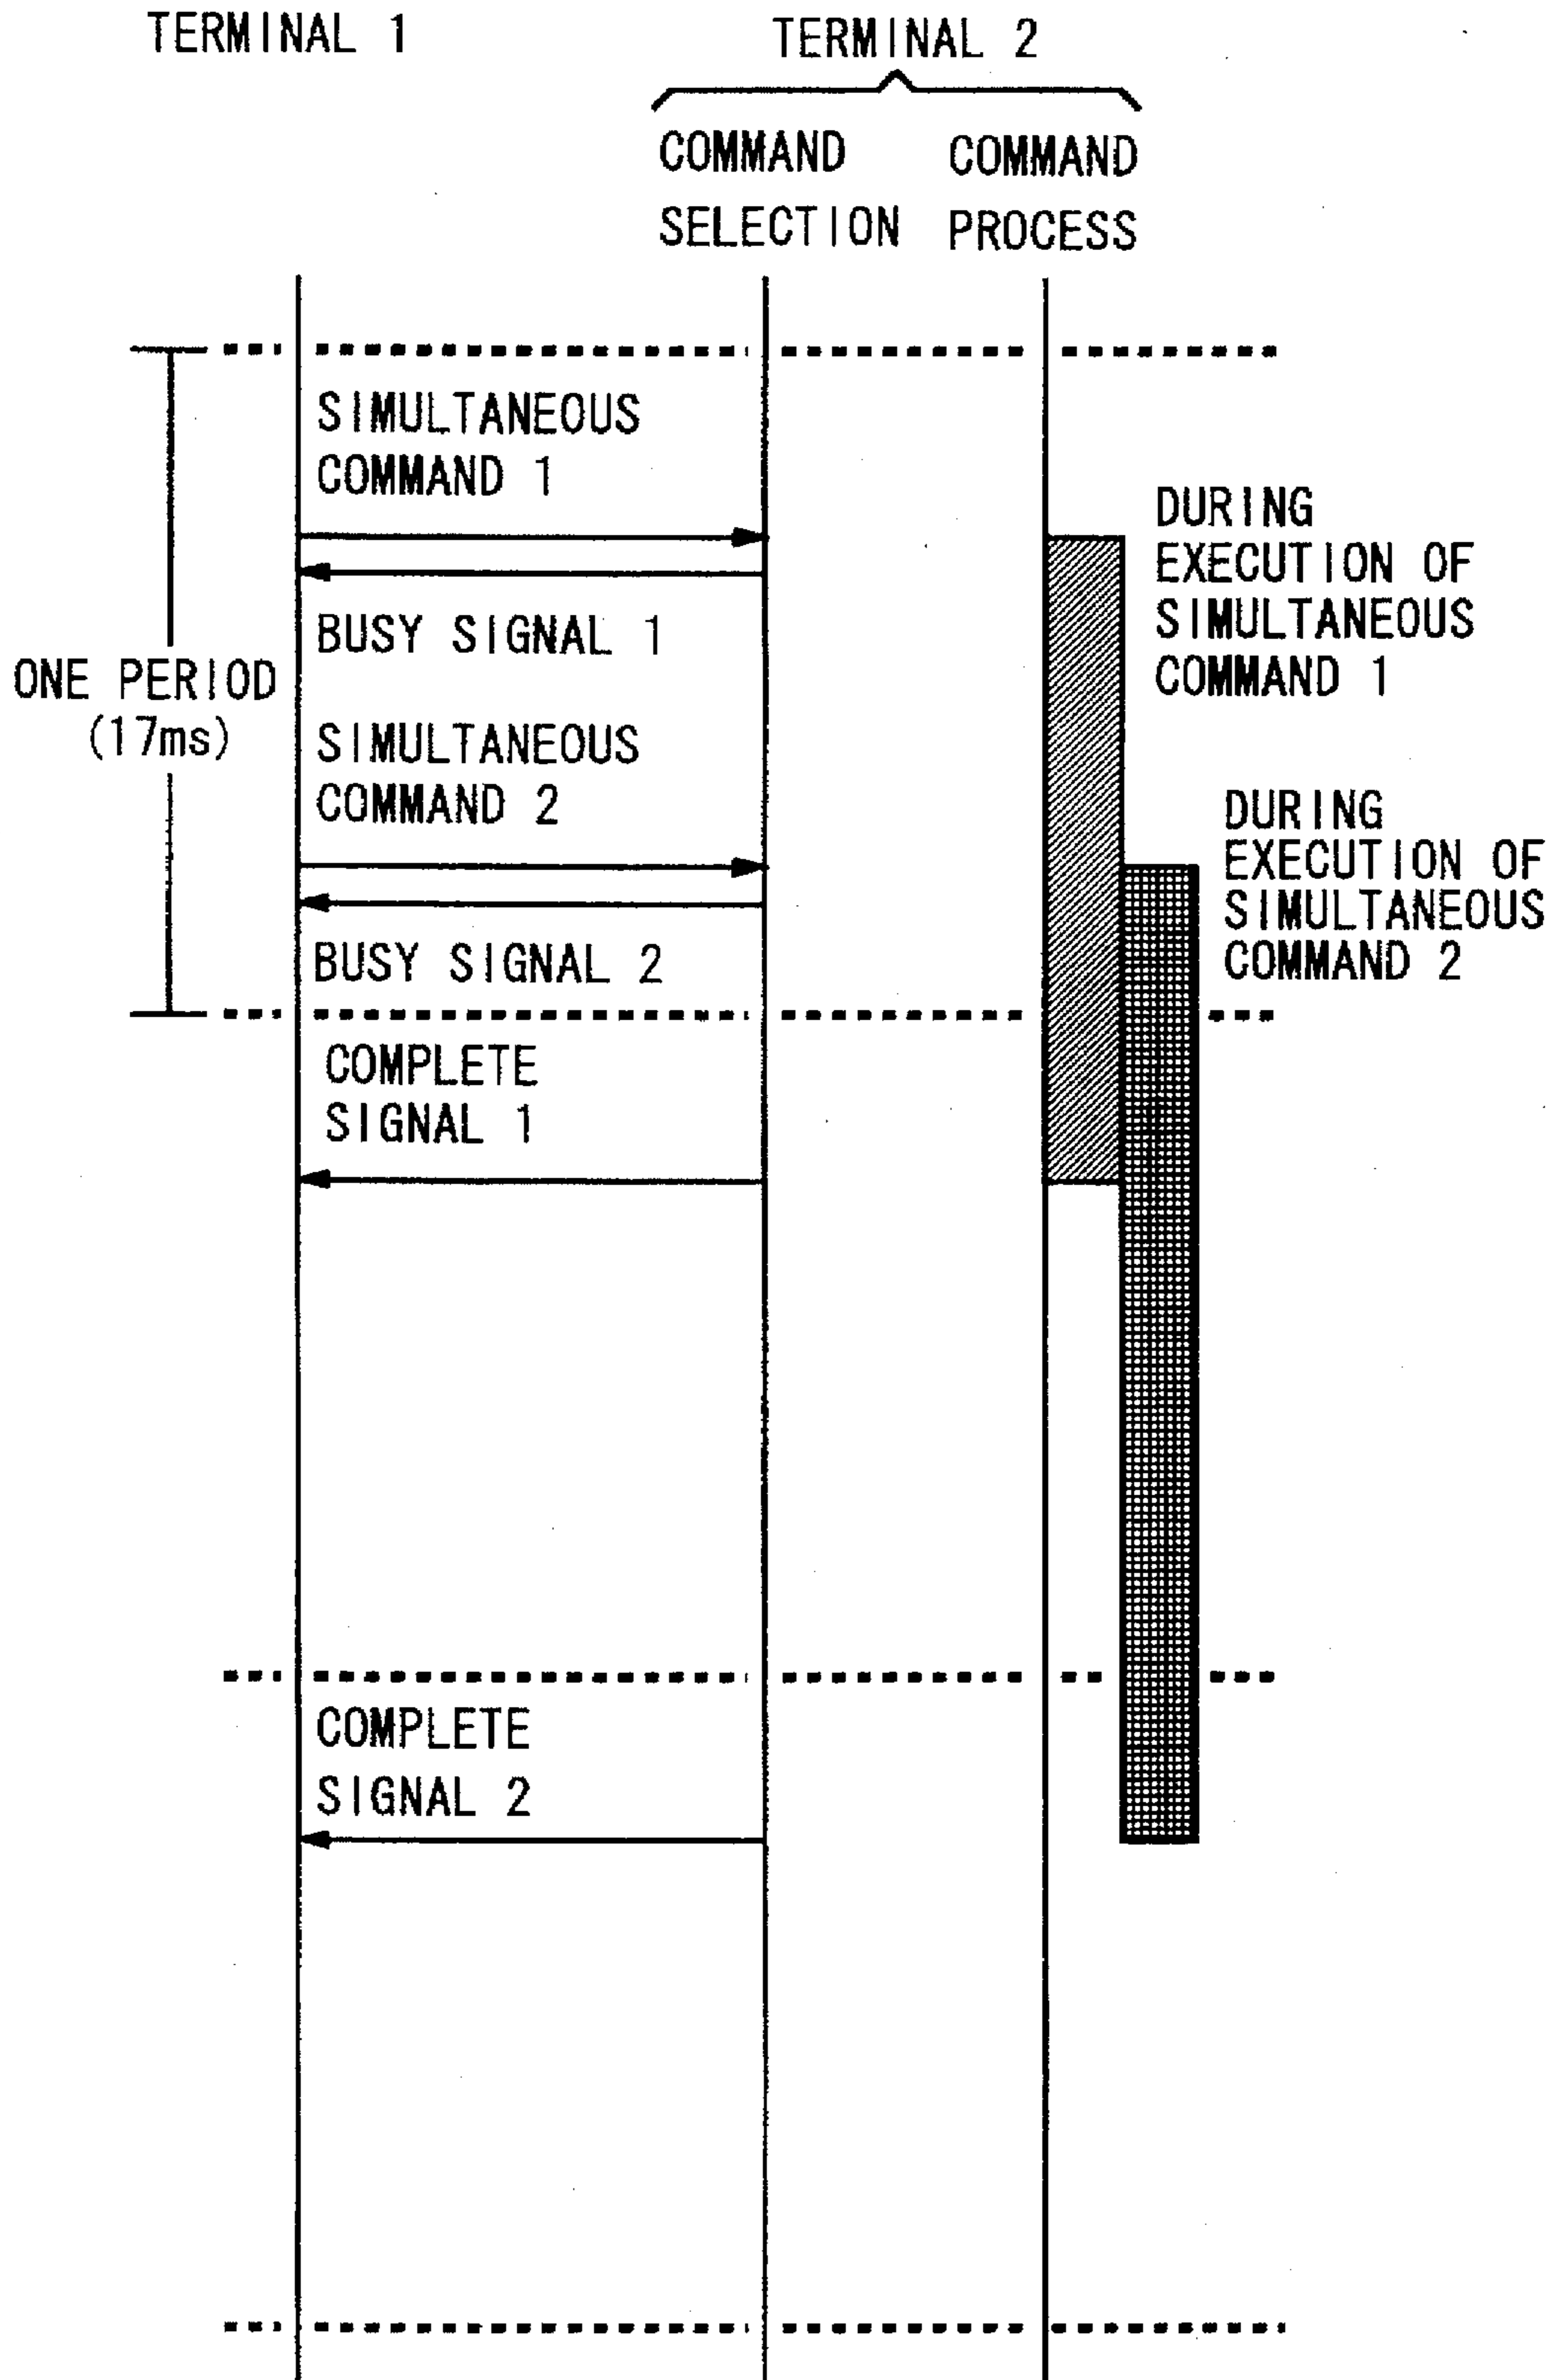 TERMINAL 1
TERMINAL 2
COMMAND
SELECTION
COMMAND
PROCESS
SIMULTANEOUS
COMMAND 1
BUSY SIGNAL 1
ONE PERIOD
(17ms)
SIMULTANEOUS
COMMAND 2
BUSY SIGNAL 2
DURING
EXECUTION OF
SIMULTANEOUS
COMMAND 1
DURING
EXECUTION OF
SIMULTANEOUS
COMMAND 2
COMPLETE
SIGNAL 1
COMPLETE
SIGNAL 2